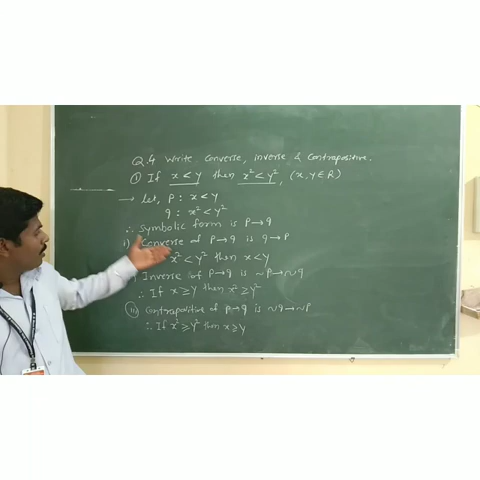 Q.4 Write Converse, inverse & Contrapositive.
① If x < y then x² < y², (x, y ∈ R)
→ Let, P : x < y
q : x² < y²
∴ Symbolic form is P → q
i) Converse of P → q is q → P
x² < y² then x < y
Inverse of P → q is ~P → ~q
∴ If x ≥ y then x² ≥ y²
iii) Contrapositive of P → q is ~q → ~P
∴ If x² ≥ y² then x ≥ y